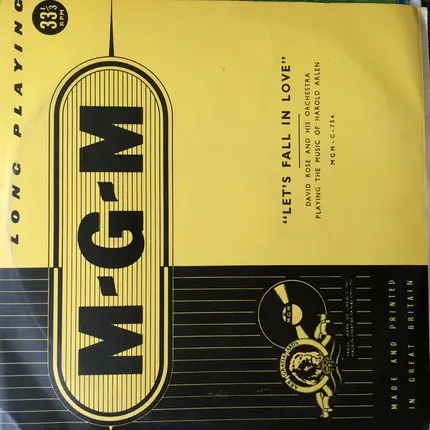 LONG PLAYING
33⅓
RPM
M-G-M
"LET'S FALL IN LOVE"
DAVID ROSE AND HIS ORCHESTRA
PLAYING THE MUSIC OF HAROLD ARLEN
MGM-C-754
MGM
MADE AND PRINTED
IN GREAT BRITAIN